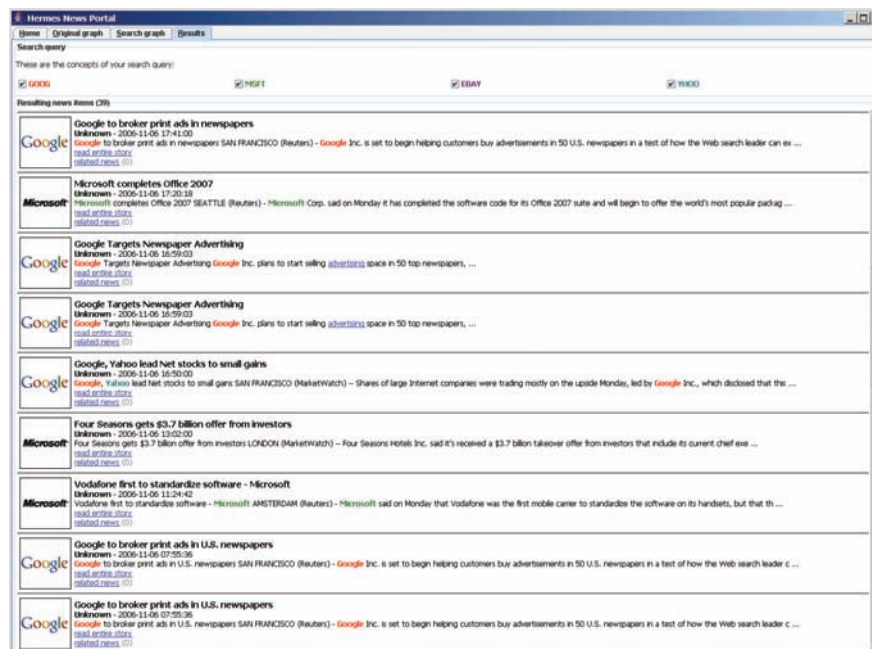 Hermes News Portal
Home Original graph Search graph Results
Search query
These are the concepts of your search query:
GOOG MSFT EBAY YHOO
Resulting news items (39)
Google
Google to broker print ads in newspapers
Unknown - 2006-11-06 17:41:00
Google to broker print ads in newspapers SAN FRANCISCO (Reuters) - Google Inc. is set to begin helping customers buy advertisements in 50 U.S. newspapers in a test of how the Web search leader can ex ...
read entire story
related news (0)
Microsoft
Microsoft completes Office 2007
Unknown - 2006-11-06 17:20:18
Microsoft completes Office 2007 SEATTLE (Reuters) - Microsoft Corp. said on Monday it has completed the software code for its Office 2007 suite and will begin to offer the world's most popular packag ...
read entire story
related news (0)
Google
Google Targets Newspaper Advertising
Unknown - 2006-11-06 16:59:03
Google Targets Newspaper Advertising Google Inc. plans to start selling advertising space in 50 top newspapers, ...
read entire story
related news (0)
Google
Google Targets Newspaper Advertising
Unknown - 2006-11-06 16:59:03
Google Targets Newspaper Advertising Google Inc. plans to start selling advertising space in 50 top newspapers, ...
read entire story
related news (0)
Google
Google, Yahoo lead Net stocks to small gains
Unknown - 2006-11-06 16:50:00
Google, Yahoo lead Net stocks to small gains SAN FRANCISCO (MarketWatch) -- Shares of large Internet companies were trading mostly on the upside Monday, led by Google Inc., which disclosed that this ...
read entire story
related news (0)
Microsoft
Four Seasons gets $3.7 billion offer from investors
Unknown - 2006-11-06 13:02:00
Four Seasons gets $3.7 billion offer from investors LONDON (MarketWatch) -- Four Seasons Hotels Inc. said it's received a $3.7 billion takeover offer from investors that include its current chief exe ...
read entire story
related news (0)
Microsoft
Vodafone first to standardize software - Microsoft
Unknown - 2006-11-06 11:24:42
Vodafone first to standardize software - Microsoft AMSTERDAM (Reuters) - Microsoft said on Monday that Vodafone was the first mobile carrier to standardize the software on its handsets, but that th ...
read entire story
related news (0)
Google
Google to broker print ads in U.S. newspapers
Unknown - 2006-11-06 07:55:36
Google to broker print ads in U.S. newspapers SAN FRANCISCO (Reuters) - Google Inc. is set to begin helping customers buy advertisements in 50 U.S. newspapers in a test of how the Web search leader c ...
read entire story
related news (0)
Google
Google to broker print ads in U.S. newspapers
Unknown - 2006-11-06 07:55:36
Google to broker print ads in U.S. newspapers SAN FRANCISCO (Reuters) - Google Inc. is set to begin helping customers buy advertisements in 50 U.S. newspapers in a test of how the Web search leader c ...
read entire story
related news (0)